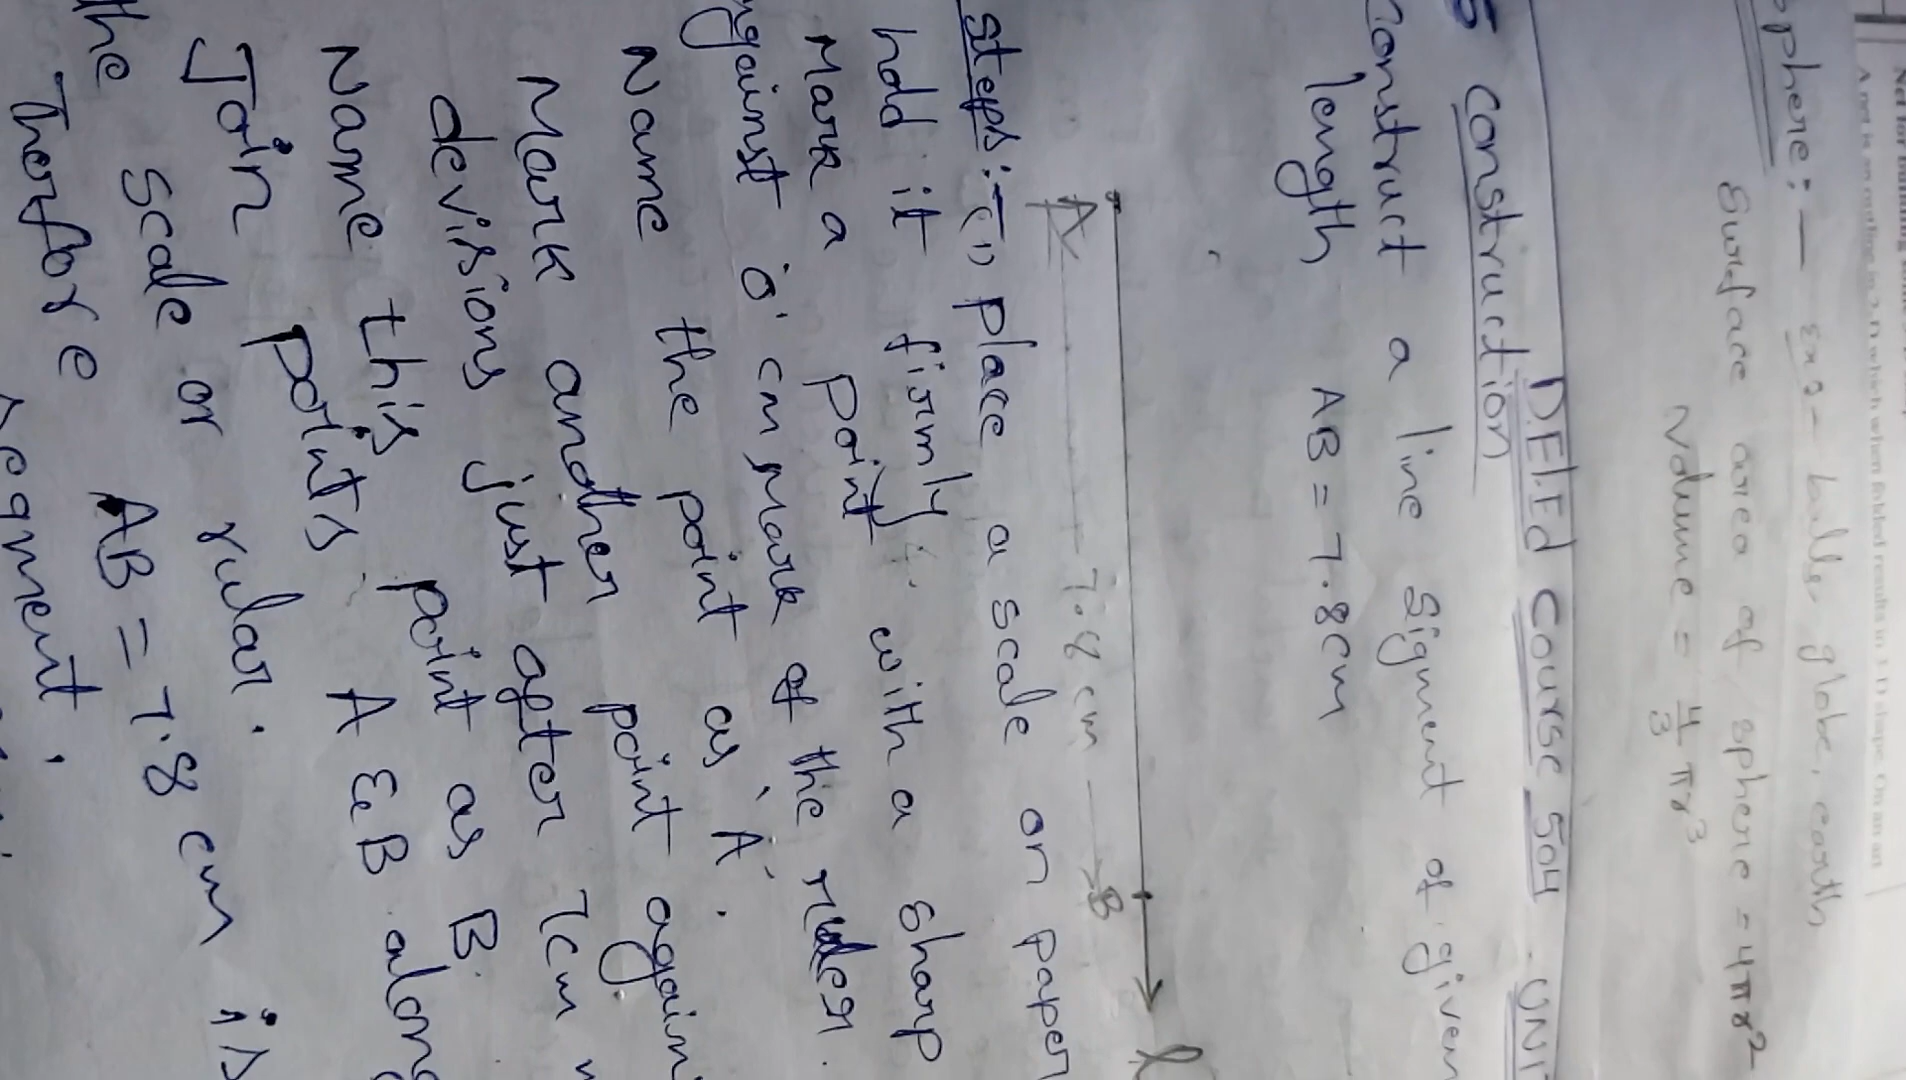 Sphere : — Ex :- balls, globe, earth
Surface area of sphere = 4πr²
Volume = 4/3 πr³
D.El.Ed Course 504. UNIT
5 Construction
Construct a line Sigment of given
length AB = 7.8cm
A 7.8 cm B l
Steps :- (1) place a scale on paper
hold it firmly. with a sharp
Mark a point
against 'o' cm Mark of the ruler.
Name the point as 'A'.
Mark another point again
devisions just after 7cm
Name this point as B.
Join points A & B along
the scale or rular.
Therfore AB = 7.8 cm is
segment.